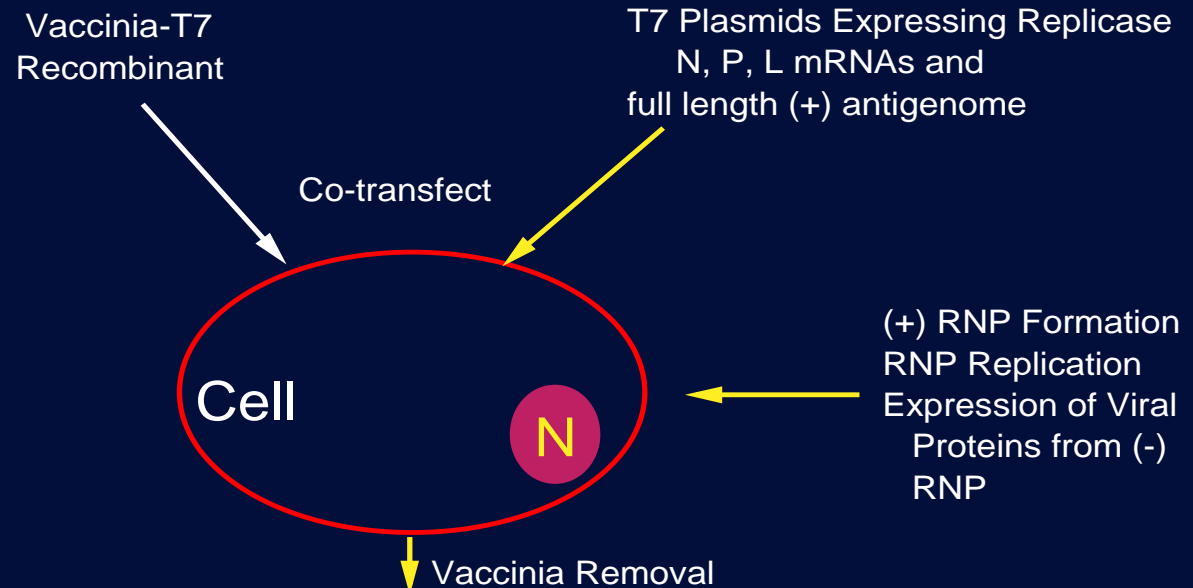 Vaccinia-T7
Recombinant
T7 Plasmids Expressing Replicase
N, P, L mRNAs and
full length (+) antigenome
Co-transfect
(+) RNP Formation
RNP Replication
Expression of Viral
Proteins from (-)
RNP
Cell
N
Vaccinia Removal